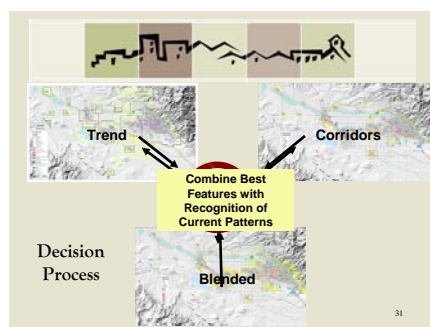 Trend
Corridors
Combine Best
Features with
Recognition of
Current Patterns
Decision
Process
Blended
31